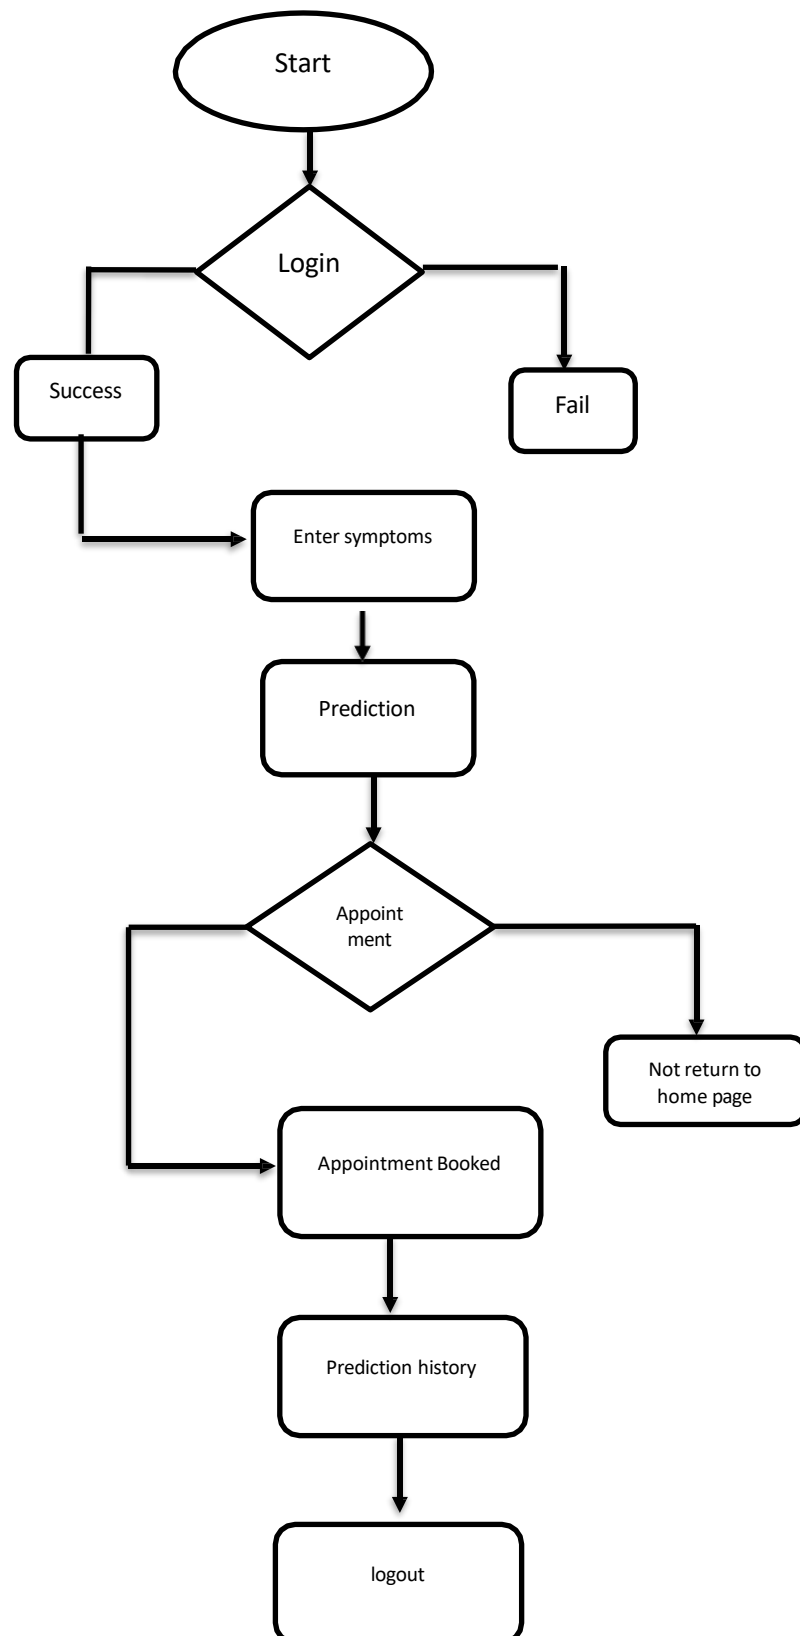 Start
Login
Success
Fail
Enter symptoms
Prediction
Appoint
ment
Not return to
home page
Appointment Booked
Prediction history
logout